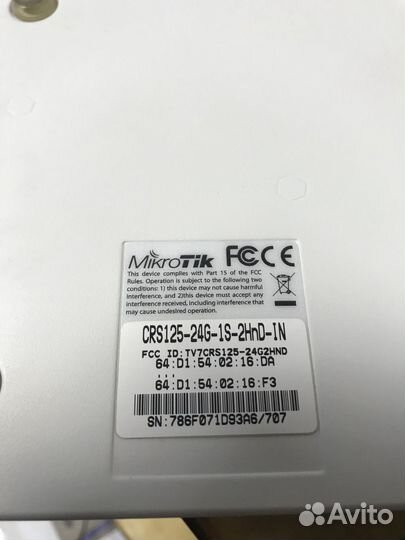 MikroTik FC CE
This device complies with Part 15 of the FCC
Rules. Operation is subject to the following two
conditions: 1) this device may not cause harmful
interference, and 2)this device must accept any
interference received, including interference that
may cause undesired operation.
CRS125-24G-1S-2HnD-IN
FCC ID:TV7CRS125-24G2HND
64:D1:54:02:16:DA
...
64:D1:54:02:16:F3
SN:786F071D93A6/707
Avito